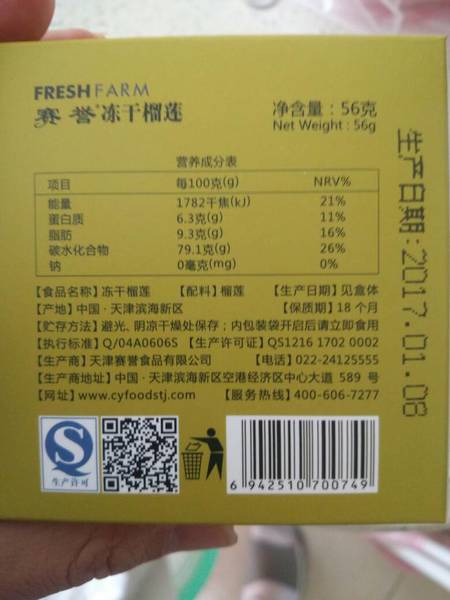 FRESH FARM
赛誉®冻干榴莲
净含量：56克
Net Weight : 56g
营养成分表
项目 每100克(g) NRV%
能量 1782千焦(kJ) 21%
蛋白质 6.3克(g) 11%
脂肪 9.3克(g) 16%
碳水化合物 79.1克(g) 26%
钠 0毫克(mg) 0%
【食品名称】冻干榴莲 【配料】榴莲 【生产日期】见盒体
【产地】中国·天津滨海新区 【保质期】18个月
【贮存方法】避光、阴凉干燥处保存；内包装袋开启后请立即食用
【执行标准】Q/04A0606S 【生产许可证】QS1216 1702 0002
【生产商】天津赛誉食品有限公司 【电话】022-24125555
【生产商地址】中国·天津滨海新区空港经济区中心大道 589 号
【网址】www.cyfoodstj.com 【服务热线】400-606-7277
生产日期:2017.01.08
QS
生产许可
6 942510 700749